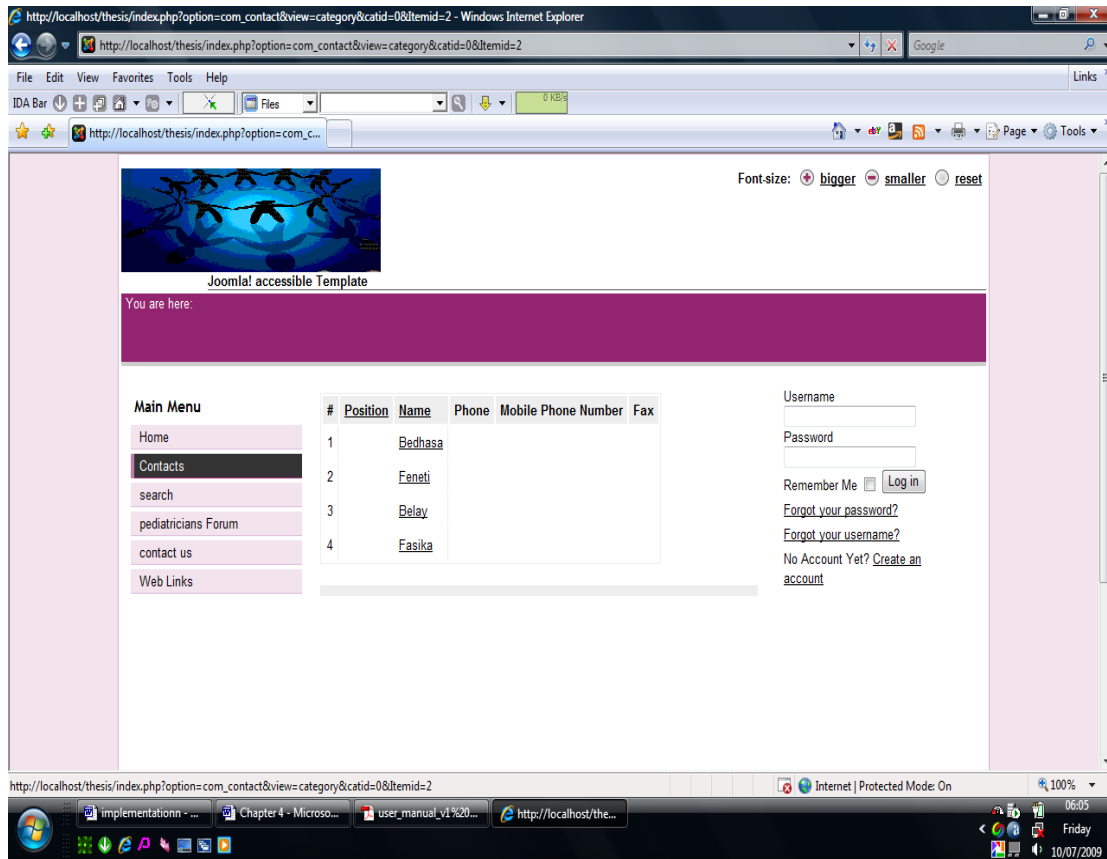 http://localhost/thesis/index.php?option=com_contact&view=category&catid=0&Itemid=2 - Windows Internet Explorer
http://localhost/thesis/index.php?option=com_contact&view=category&catid=0&Itemid=2
Google
File Edit View Favorites Tools Help
Links
IDA Bar
Files
0 KB/s
http://localhost/thesis/index.php?option=com_c...
Page
Tools
Font-size: bigger smaller reset
Joomla! accessible Template
You are here:
Main Menu
Home
Contacts
search
pediatricians Forum
contact us
Web Links
# Position Name Phone Mobile Phone Number Fax
1 Bedhasa
2 Feneti
3 Belay
4 Fasika
Username
Password
Remember Me Log in
Forgot your password?
Forgot your username?
No Account Yet? Create an
account
http://localhost/thesis/index.php?option=com_contact&view=category&catid=0&Itemid=2
Internet | Protected Mode: On
100%
implementationn - ...
Chapter 4 - Microso...
user_manual_v1%20...
http://localhost/the...
06:05
Friday
10/07/2009